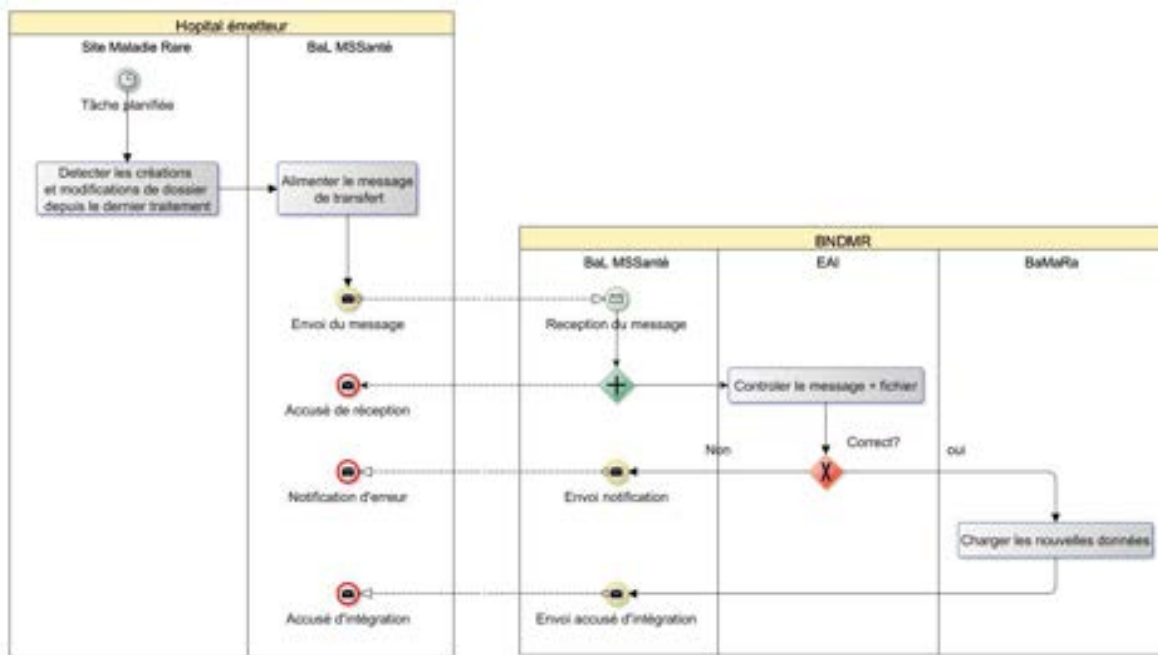 Hopital émetteur
Site Maladie Rare
BaL MSSanté
Tâche planifiée
Detecter les créations
et modifications de dossier
depuis le dernier traitement
Alimenter le message
de transfert
BNDMR
BaL MSSanté
EAI
BaMaRa
Envoi du message
Reception du message
Controler le message + fichier
Accusé de réception
Correct?
Non
oui
Notification d'erreur
Envoi notification
Charger les nouvelles données
Accusé d'intégration
Envoi accusé d'intégration